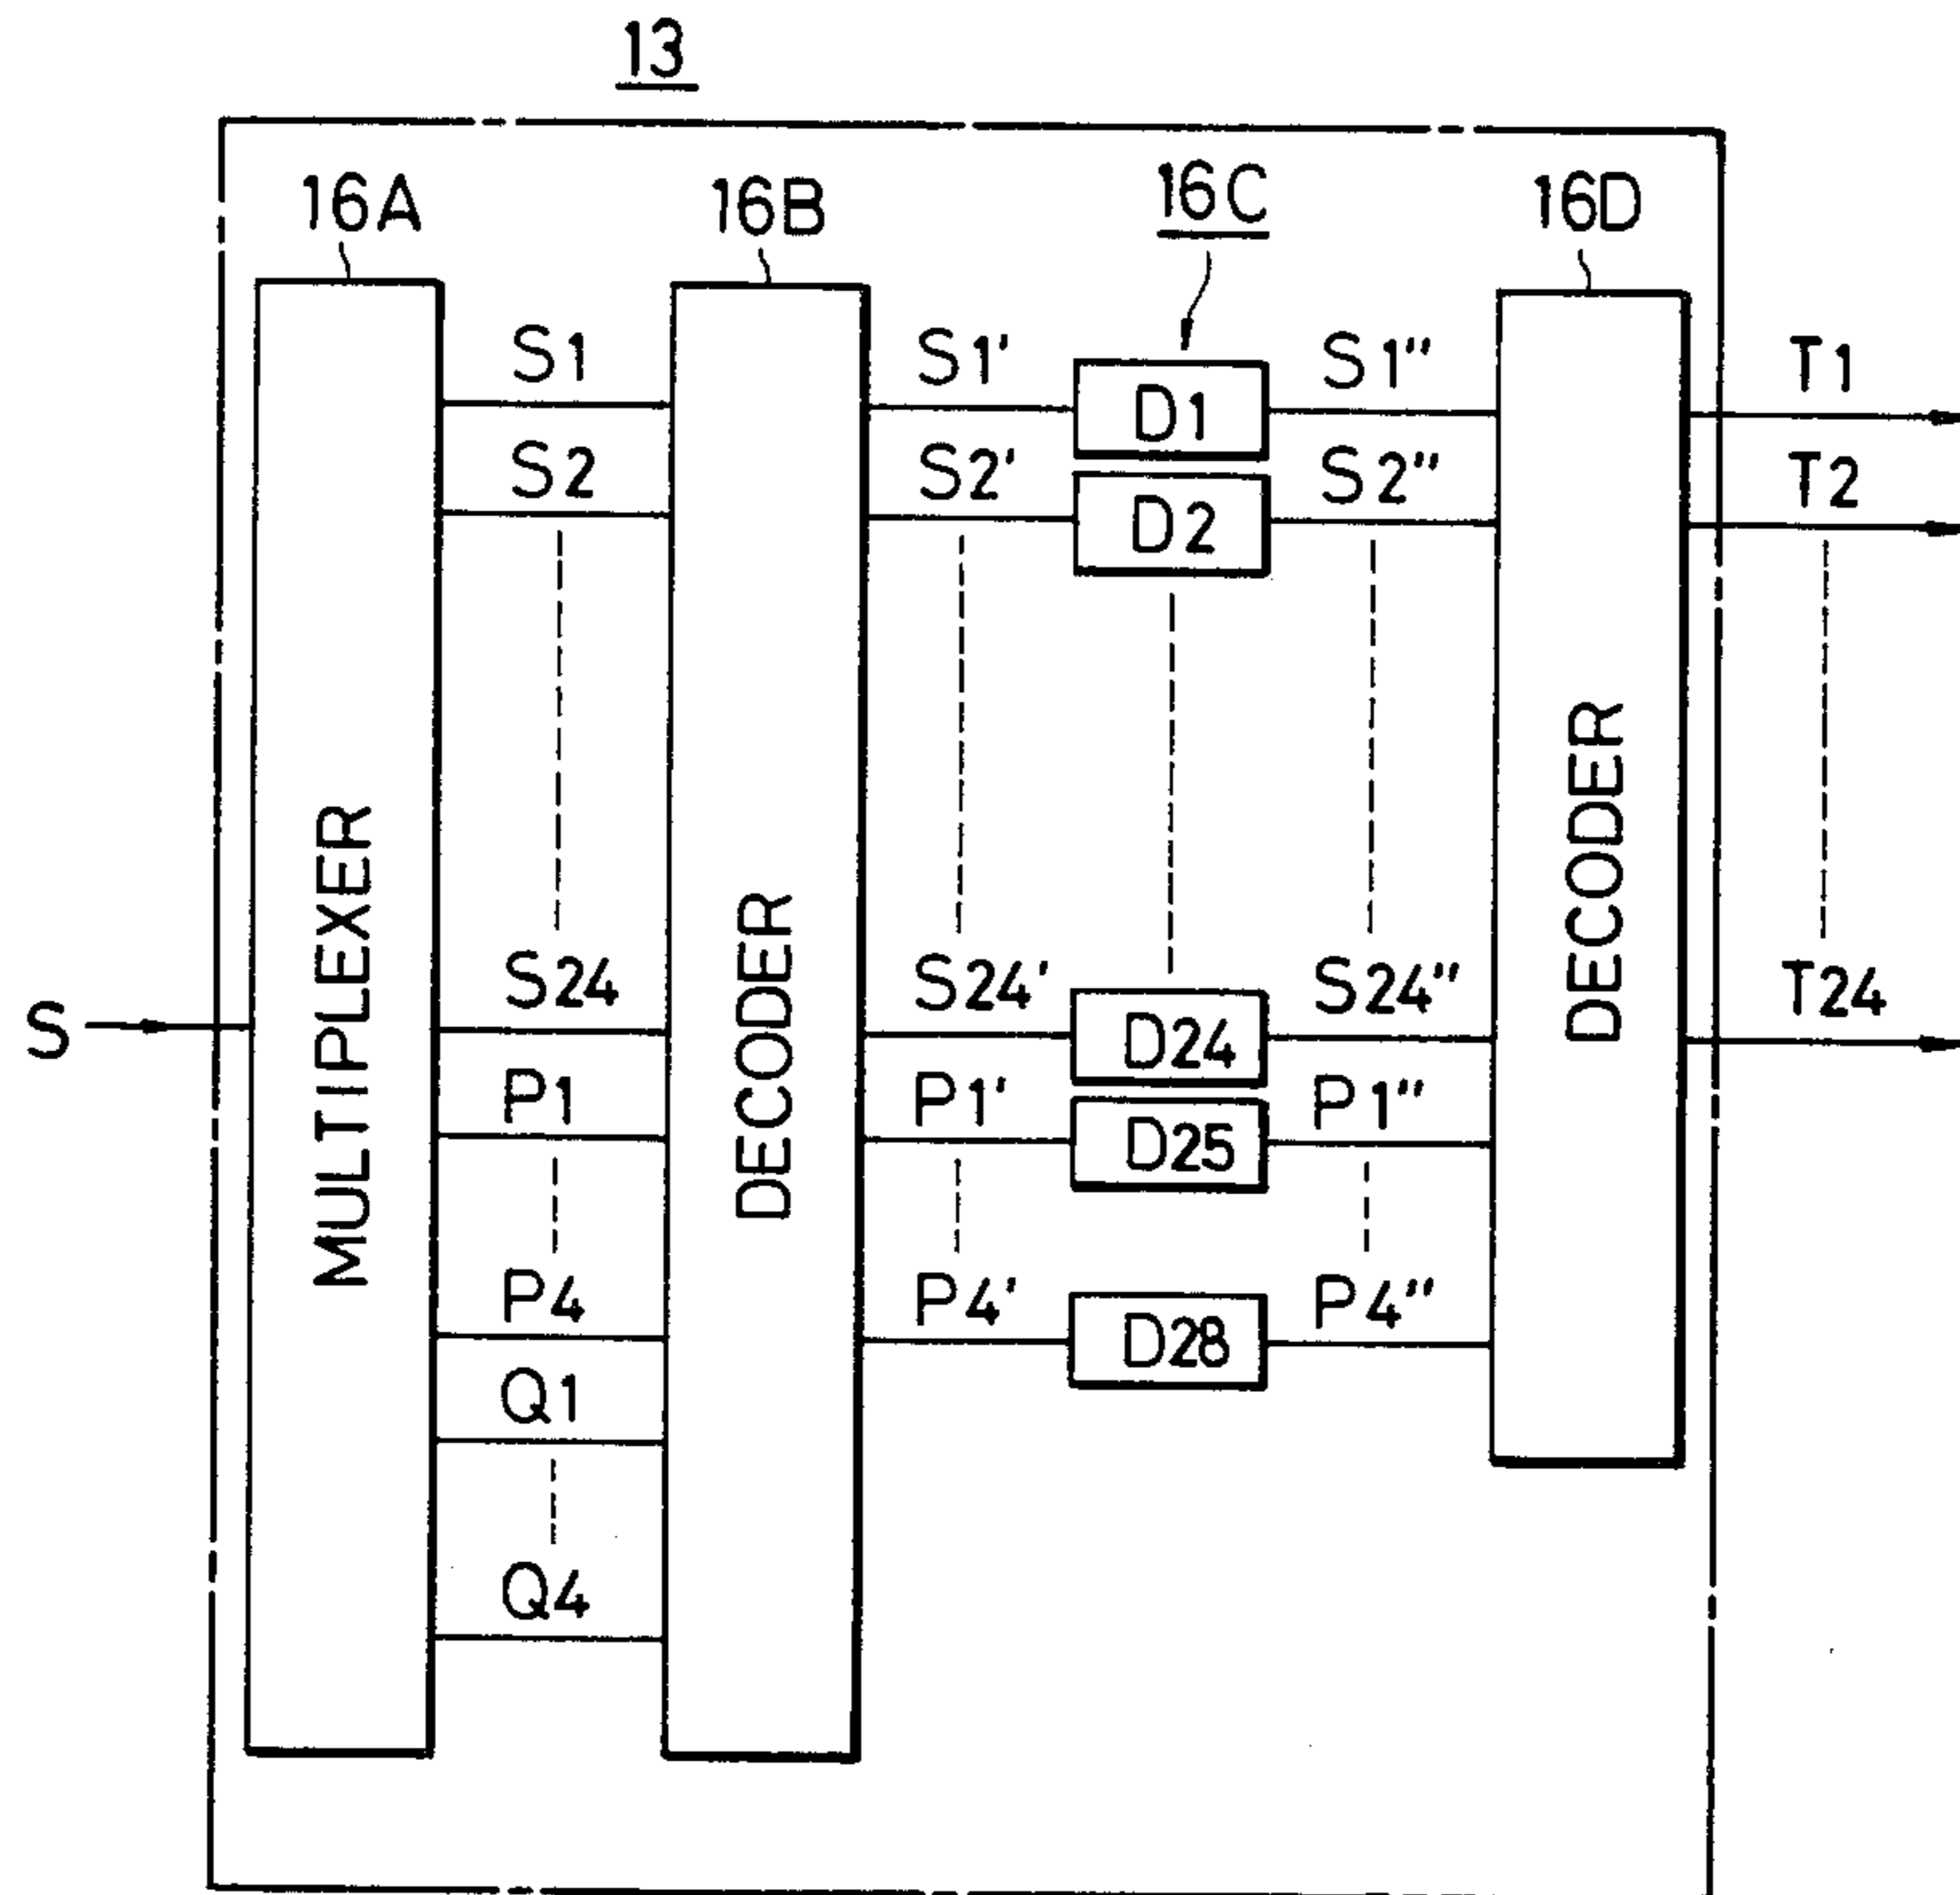 13
16A 16B 16C 16D
S1 S1' D1 S1" T1
S2 S2' D2 S2" T2
S24 S24' D24 S24" T24
S
P1 P1' D25 P1"
P4 P4' D28 P4"
Q1
Q4
MULTIPLEXER
DECODER
DECODER